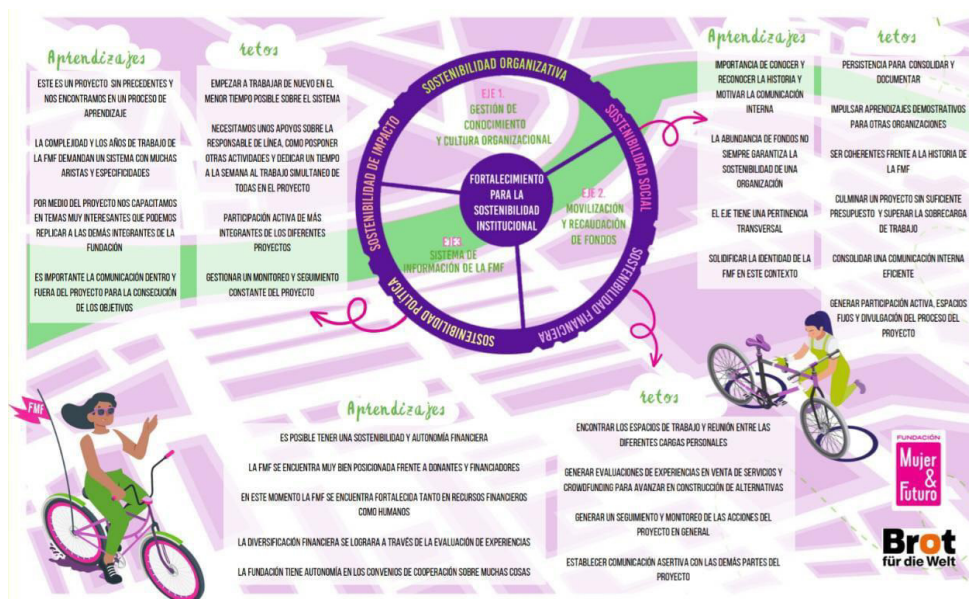 Aprendizajes
ESTE ES UN PROYECTO SIN PRECEDENTES Y
NOS ENCONTRAMOS EN UN PROCESO DE
APRENDIZAJE
LA COMPLEJIDAD Y LOS AÑOS DE TRABAJO DE
LA FMF DEMANDAN UN SISTEMA CON MUCHAS
ARISTAS Y ESPECIFICIDADES
POR MEDIO DEL PROYECTO NOS CAPACITAMOS
EN TEMAS MUY INTERESANTES QUE PODEMOS
REPLICAR A LAS DEMÁS INTEGRANTES DE LA
FUNDACIÓN
ES IMPORTANTE LA COMUNICACIÓN DENTRO Y
FUERA DEL PROYECTO PARA LA CONSECUCIÓN
DE LOS OBJETIVOS
retos
EMPEZAR A TRABAJAR DE NUEVO EN EL
MENOR TIEMPO POSIBLE SOBRE EL SISTEMA
NECESITAMOS UNOS APOYOS SOBRE LA
RESPONSABLE DE LÍNEA, COMO POSPONER
OTRAS ACTIVIDADES Y DEDICAR UN TIEMPO
A LA SEMANA AL TRABAJO SIMULTANEO DE
TODAS EN EL PROYECTO
PARTICIPACIÓN ACTIVA DE MÁS
INTEGRANTES DE LOS DIFERENTES
PROYECTOS
GESTIONAR UN MONITOREO Y SEGUIMIENTO
CONSTANTE DEL PROYECTO
SOSTENIBILIDAD ORGANIZATIVA
SOSTENIBILIDAD SOCIAL
SOSTENIBILIDAD FINANCIERA
SOSTENIBILIDAD POLÍTICA
SOSTENIBILIDAD DE IMPACTO
EJE 1.
GESTIÓN DE
CONOCIMIENTO
Y CULTURA ORGANIZACIONAL
FORTALECIMIENTO
PARA LA
SOSTENIBILIDAD
INSTITUCIONAL
EJE 2.
MOVILIZACIÓN
Y RECAUDACIÓN
DE FONDOS
SISTEMA DE
INFORMACIÓN DE LA FMF
Aprendizajes
IMPORTANCIA DE CONOCER Y
RECONOCER LA HISTORIA Y
MOTIVAR LA COMUNICACIÓN
INTERNA
LA ABUNDANCIA DE FONDOS NO
SIEMPRE GARANTIZA LA
SOSTENIBILIDAD DE UNA
ORGANIZACIÓN
EL EJE TIENE UNA PERTINENCIA
TRANSVERSAL
SOLIDIFICAR LA IDENTIDAD DE LA
FMF EN ESTE CONTEXTO
retos
PERSISTENCIA PARA CONSOLIDAR Y
DOCUMENTAR
IMPULSAR APRENDIZAJES DEMOSTRATIVOS
PARA OTRAS ORGANIZACIONES
SER COHERENTES FRENTE A LA HISTORIA DE
LA FMF
CULMINAR UN PROYECTO SIN SUFICIENTE
PRESUPUESTO Y SUPERAR LA SOBRECARGA
DE TRABAJO
CONSOLIDAR UNA COMUNICACIÓN INTERNA
EFICIENTE
GENERAR PARTICIPACIÓN ACTIVA, ESPACIOS
FIJOS Y DIVULGACIÓN DEL PROCESO DEL
PROYECTO
FMF
Aprendizajes
ES POSIBLE TENER UNA SOSTENIBILIDAD Y AUTONOMÍA FINANCIERA
LA FMF SE ENCUENTRA MUY BIEN POSICIONADA FRENTE A DONANTES Y FINANCIADORES
EN ESTE MOMENTO LA FMF SE ENCUENTRA FORTALECIDA TANTO EN RECURSOS FINANCIEROS
COMO HUMANOS
LA DIVERSIFICACIÓN FINANCIERA SE LOGRARA A TRAVÉS DE LA EVALUACIÓN DE EXPERIENCIAS
LA FUNDACIÓN TIENE AUTONOMÍA EN LOS CONVENIOS DE COOPERACIÓN SOBRE MUCHAS COSAS
retos
ENCONTRAR LOS ESPACIOS DE TRABAJO Y REUNIÓN ENTRE LAS
DIFERENTES CARGAS PERSONALES
GENERAR EVALUACIONES DE EXPERIENCIAS EN VENTA DE SERVICIOS Y
CROWDFUNDING PARA AVANZAR EN CONSTRUCCIÓN DE ALTERNATIVAS
GENERAR UN SEGUIMIENTO Y MONITOREO DE LAS ACCIONES DEL
PROYECTO EN GENERAL
ESTABLECER COMUNICACIÓN ASERTIVA CON LAS DEMÁS PARTES DEL
PROYECTO
FUNDACIÓN
Mujer
&
Futuro
Brot
für die Welt